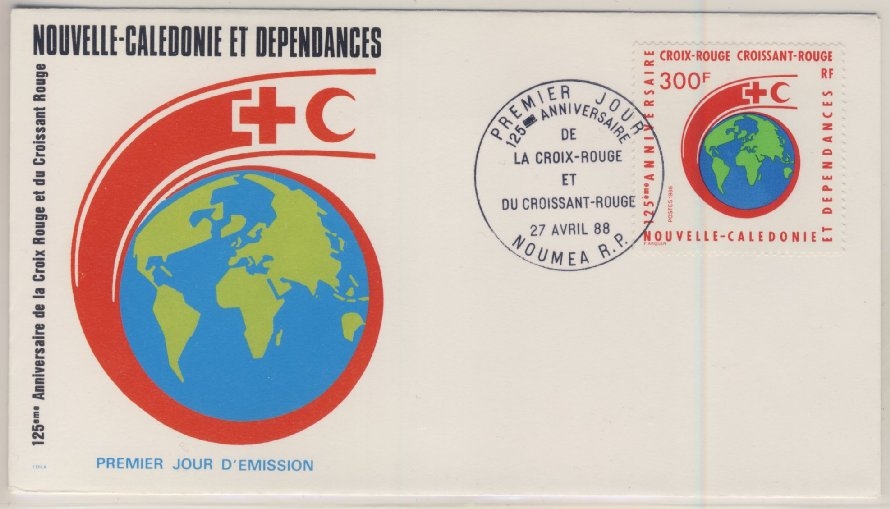 NOUVELLE-CALEDONIE ET DEPENDANCES
125ème Anniversaire de la Croix Rouge et du Croissant Rouge
PREMIER JOUR D'EMISSION
PREMIER JOUR
125ème ANNIVERSAIRE
DE
LA CROIX-ROUGE
ET
DU CROISSANT-ROUGE
27 AVRIL 88
NOUMEA R.P.
CROIX-ROUGE CROISSANT-ROUGE
300F
125ème ANNIVERSAIRE
POSTES 1988
RF
ET DEPENDANCES
NOUVELLE-CALEDONIE